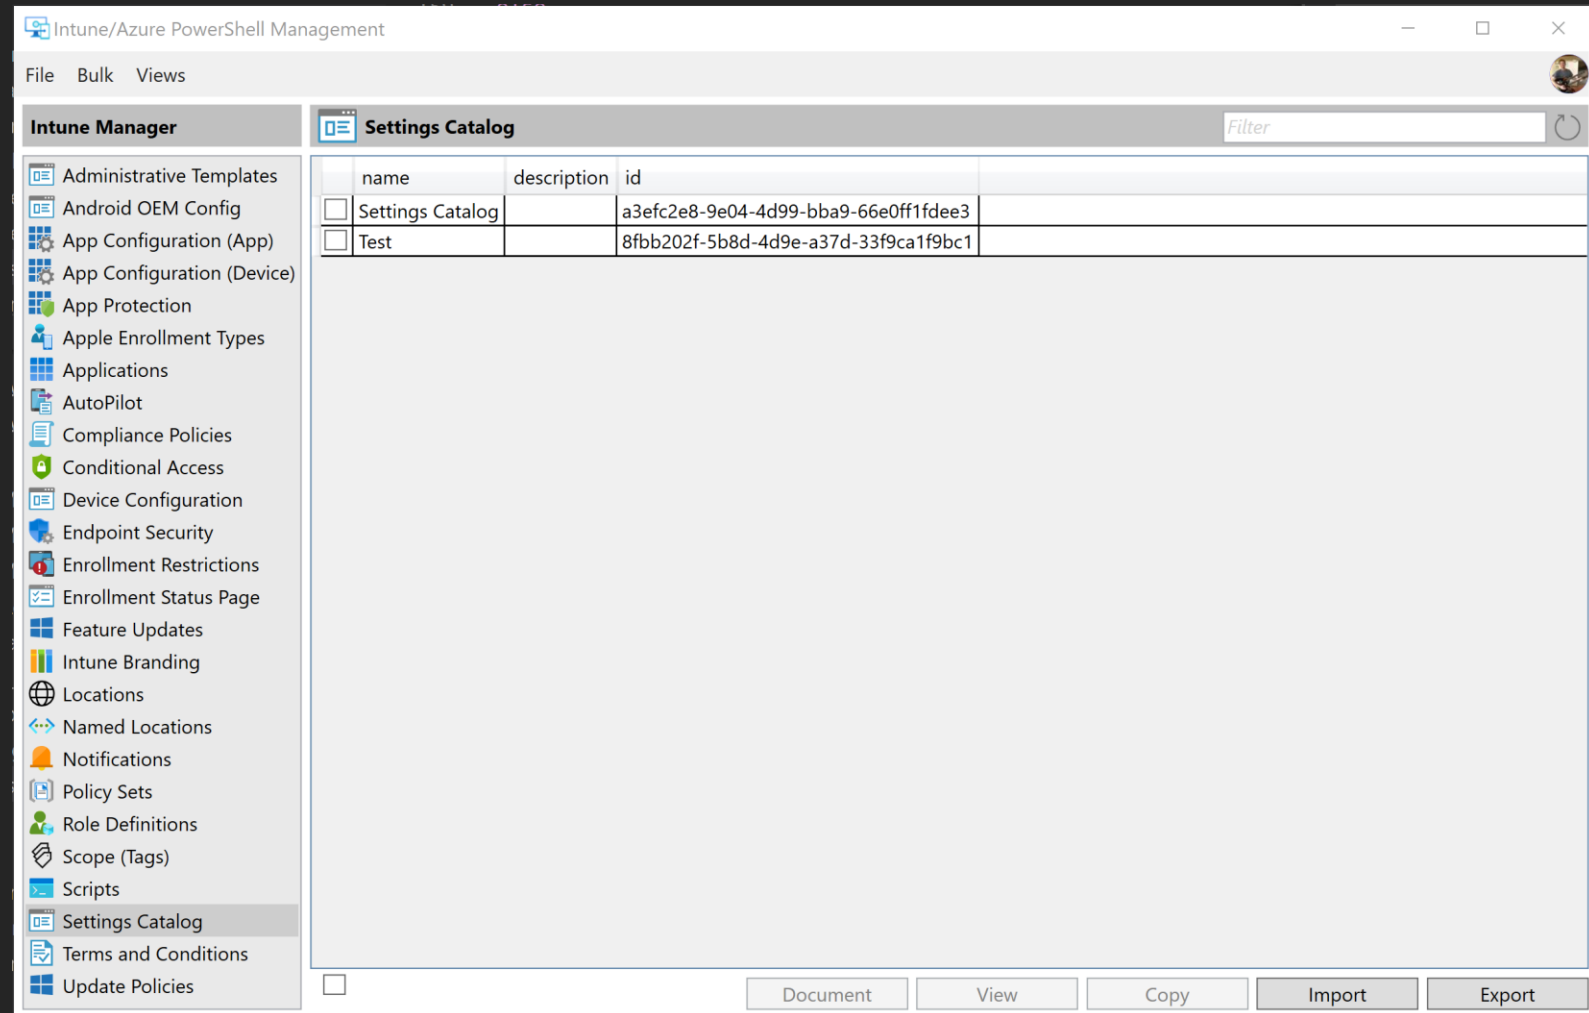 Intune/Azure PowerShell Management
File Bulk Views
Intune Manager
Settings Catalog
Filter
Administrative Templates
Android OEM Config
App Configuration (App)
App Configuration (Device)
App Protection
Apple Enrollment Types
Applications
AutoPilot
Compliance Policies
Conditional Access
Device Configuration
Endpoint Security
Enrollment Restrictions
Enrollment Status Page
Feature Updates
Intune Branding
Locations
Named Locations
Notifications
Policy Sets
Role Definitions
Scope (Tags)
Scripts
Settings Catalog
Terms and Conditions
Update Policies
name description id
Settings Catalog a3efc2e8-9e04-4d99-bba9-66e0ff1fdee3
Test 8fbb202f-5b8d-4d9e-a37d-33f9ca1f9bc1
Document View Copy Import Export